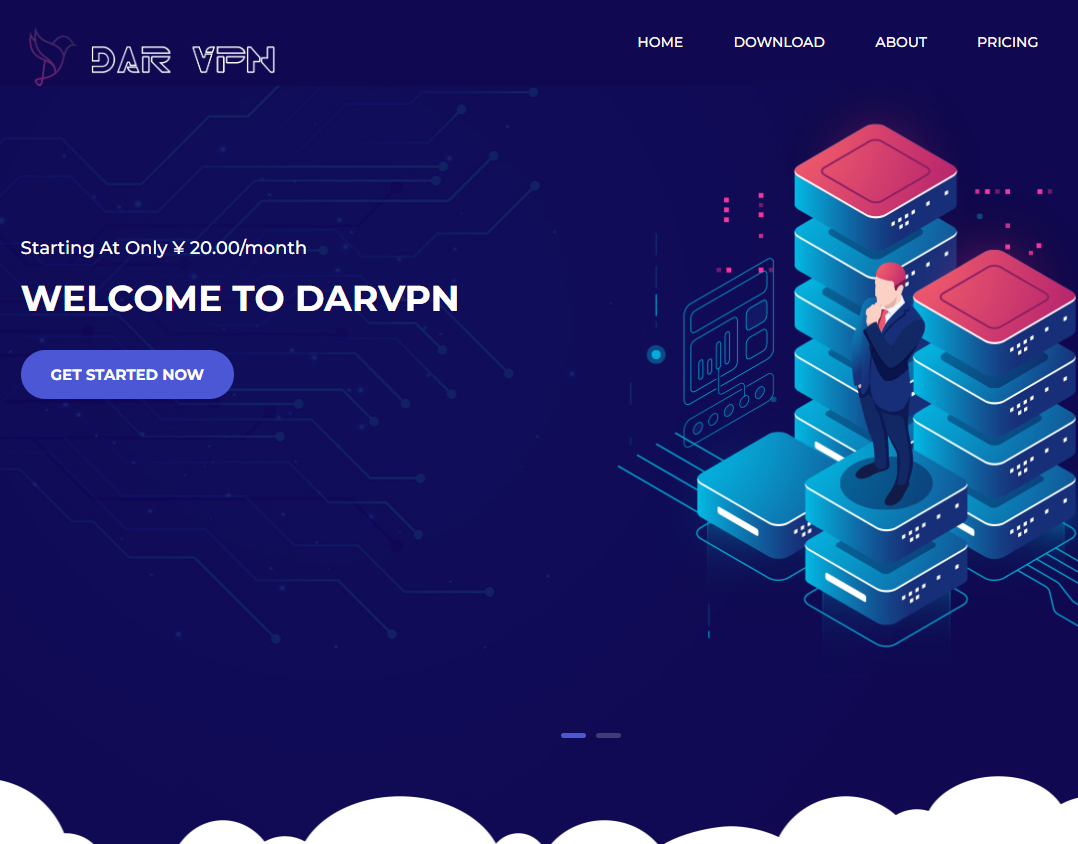 DAR VPN
HOME DOWNLOAD ABOUT PRICING
Starting At Only ¥ 20.00/month
WELCOME TO DARVPN
GET STARTED NOW